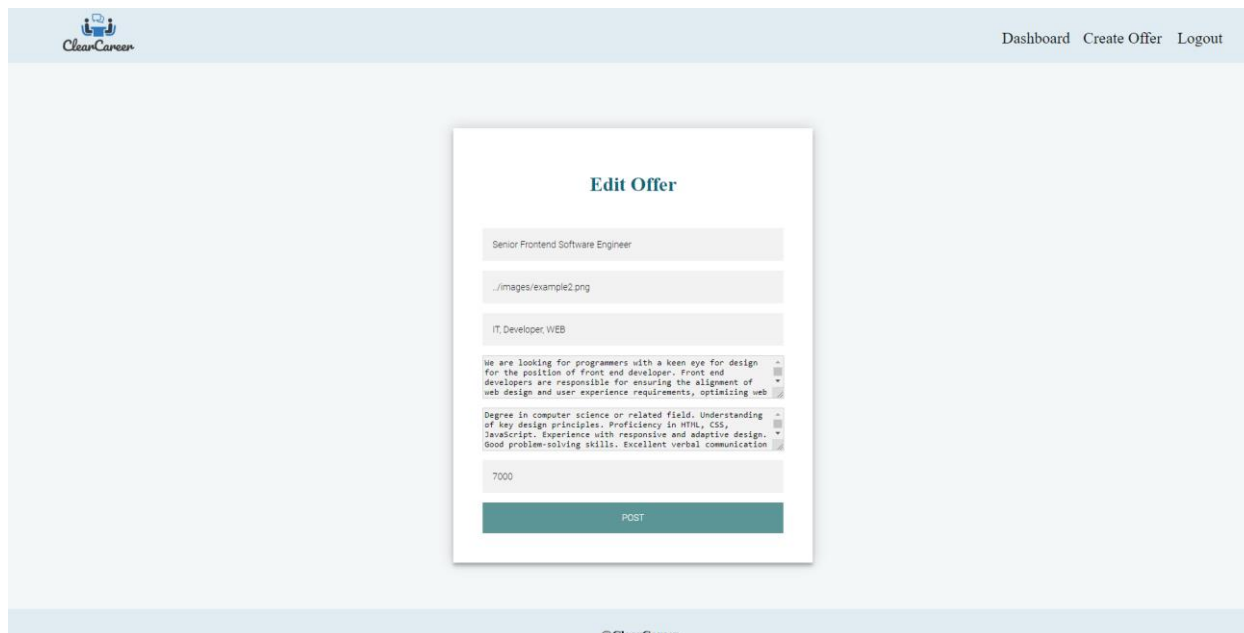 ClearCareer
Dashboard Create Offer Logout
Edit Offer
Senior Frontend Software Engineer
../images/example2.png
IT, Developer, WEB
We are looking for programmers with a keen eye for design
for the position of front end developer. Front end
developers are responsible for ensuring the alignment of
web design and user experience requirements, optimizing web
Degree in computer science or related field. Understanding
of key design principles. Proficiency in HTML, CSS,
JavaScript. Experience with responsive and adaptive design.
Good problem-solving skills. Excellent verbal communication
7000
POST
@ClearCareer